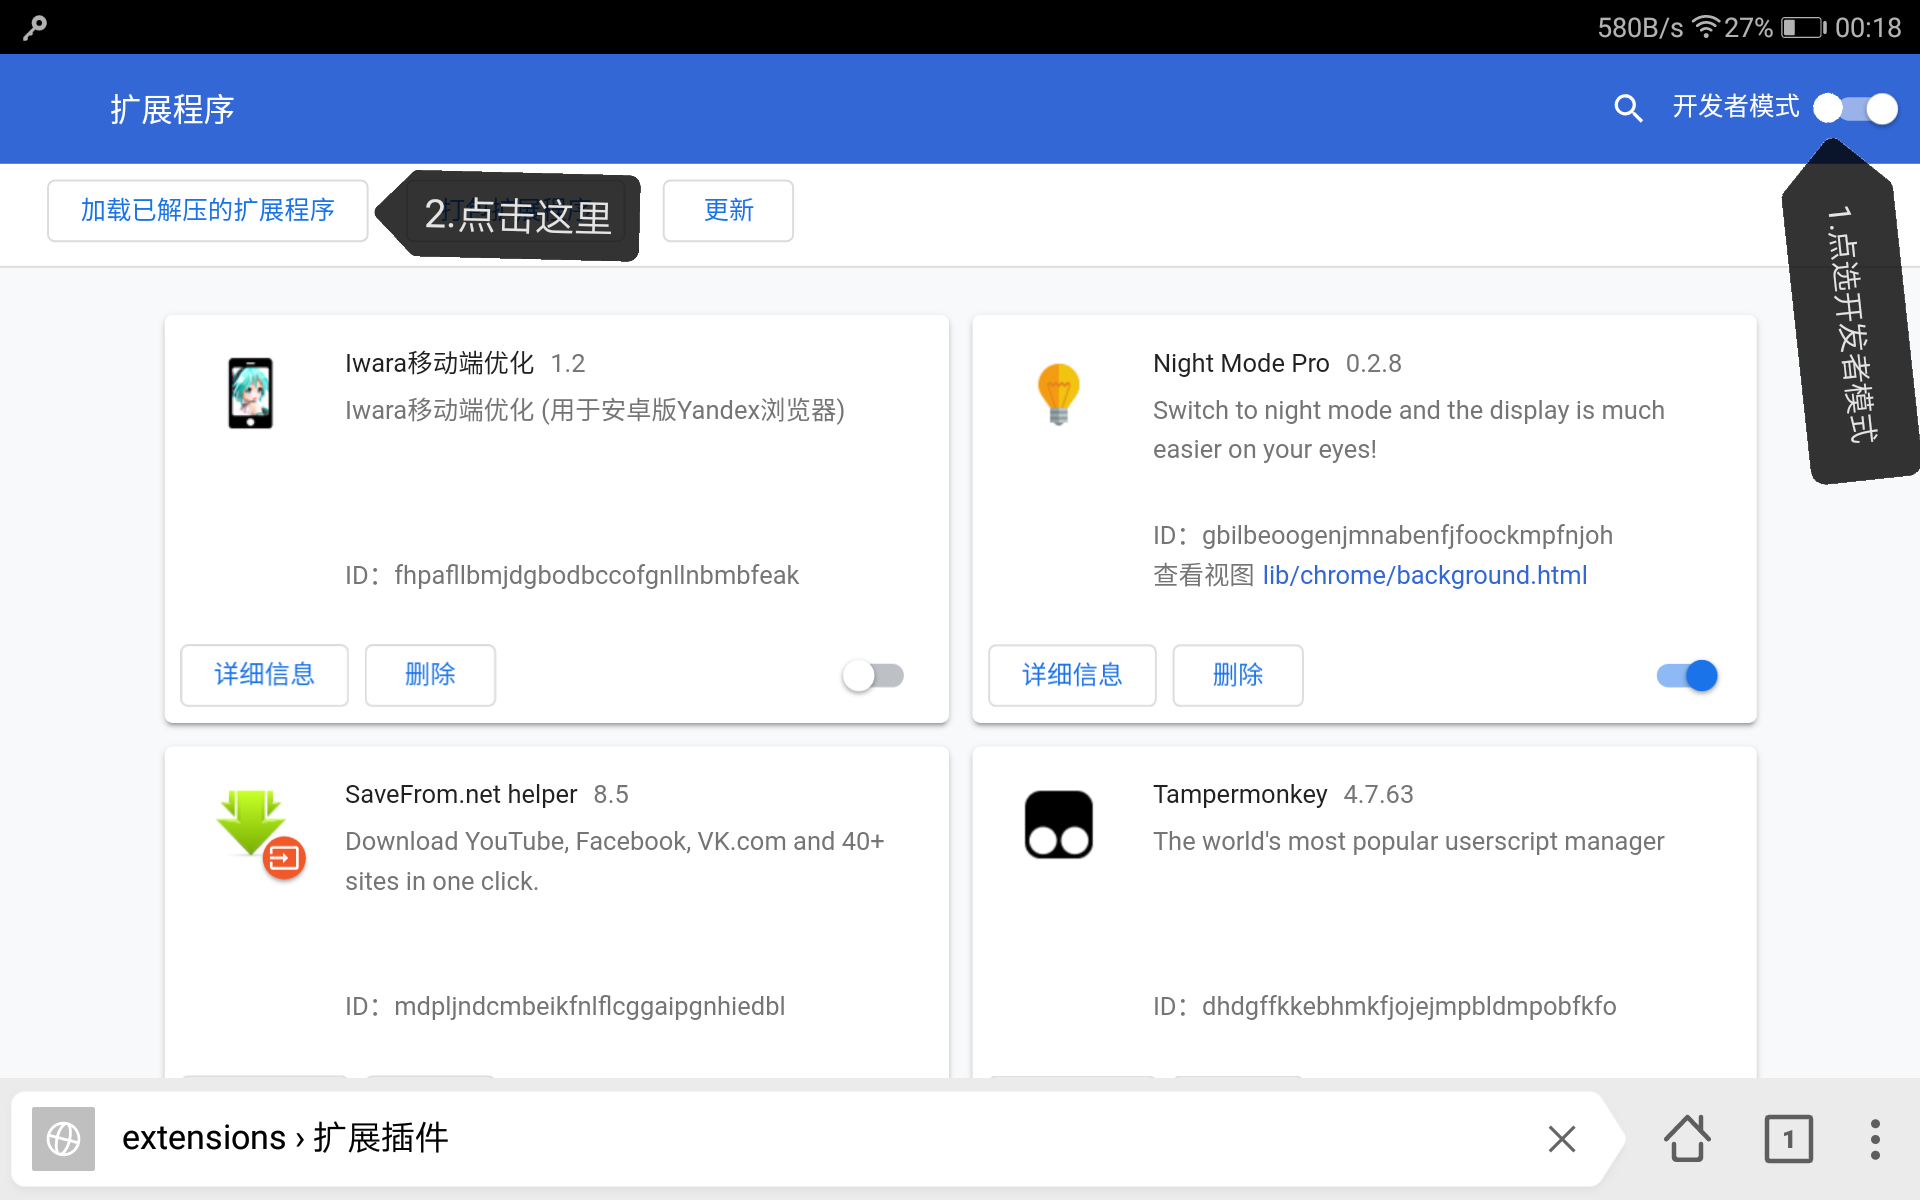 580B/s 27% 00:18
扩展程序
开发者模式
加载已解压的扩展程序
2.点击这里
更新
1.点选开发者模式
Iwara移动端优化 1.2
Iwara移动端优化 (用于安卓版Yandex浏览器)
ID：fhpafllbmjdgbodbccofgnllnbmbfeak
详细信息
删除
Night Mode Pro 0.2.8
Switch to night mode and the display is much
easier on your eyes!
ID：gbilbeoogenjmnabenfjfoockmpfnjoh
查看视图 lib/chrome/background.html
详细信息
删除
SaveFrom.net helper 8.5
Download YouTube, Facebook, VK.com and 40+
sites in one click.
ID：mdpljndcmbeikfnlflcggaipgnhiedbl
Tampermonkey 4.7.63
The world's most popular userscript manager
ID：dhdgffkkebhmkfjojejmpbldmpobfkfo
extensions › 扩展插件
1